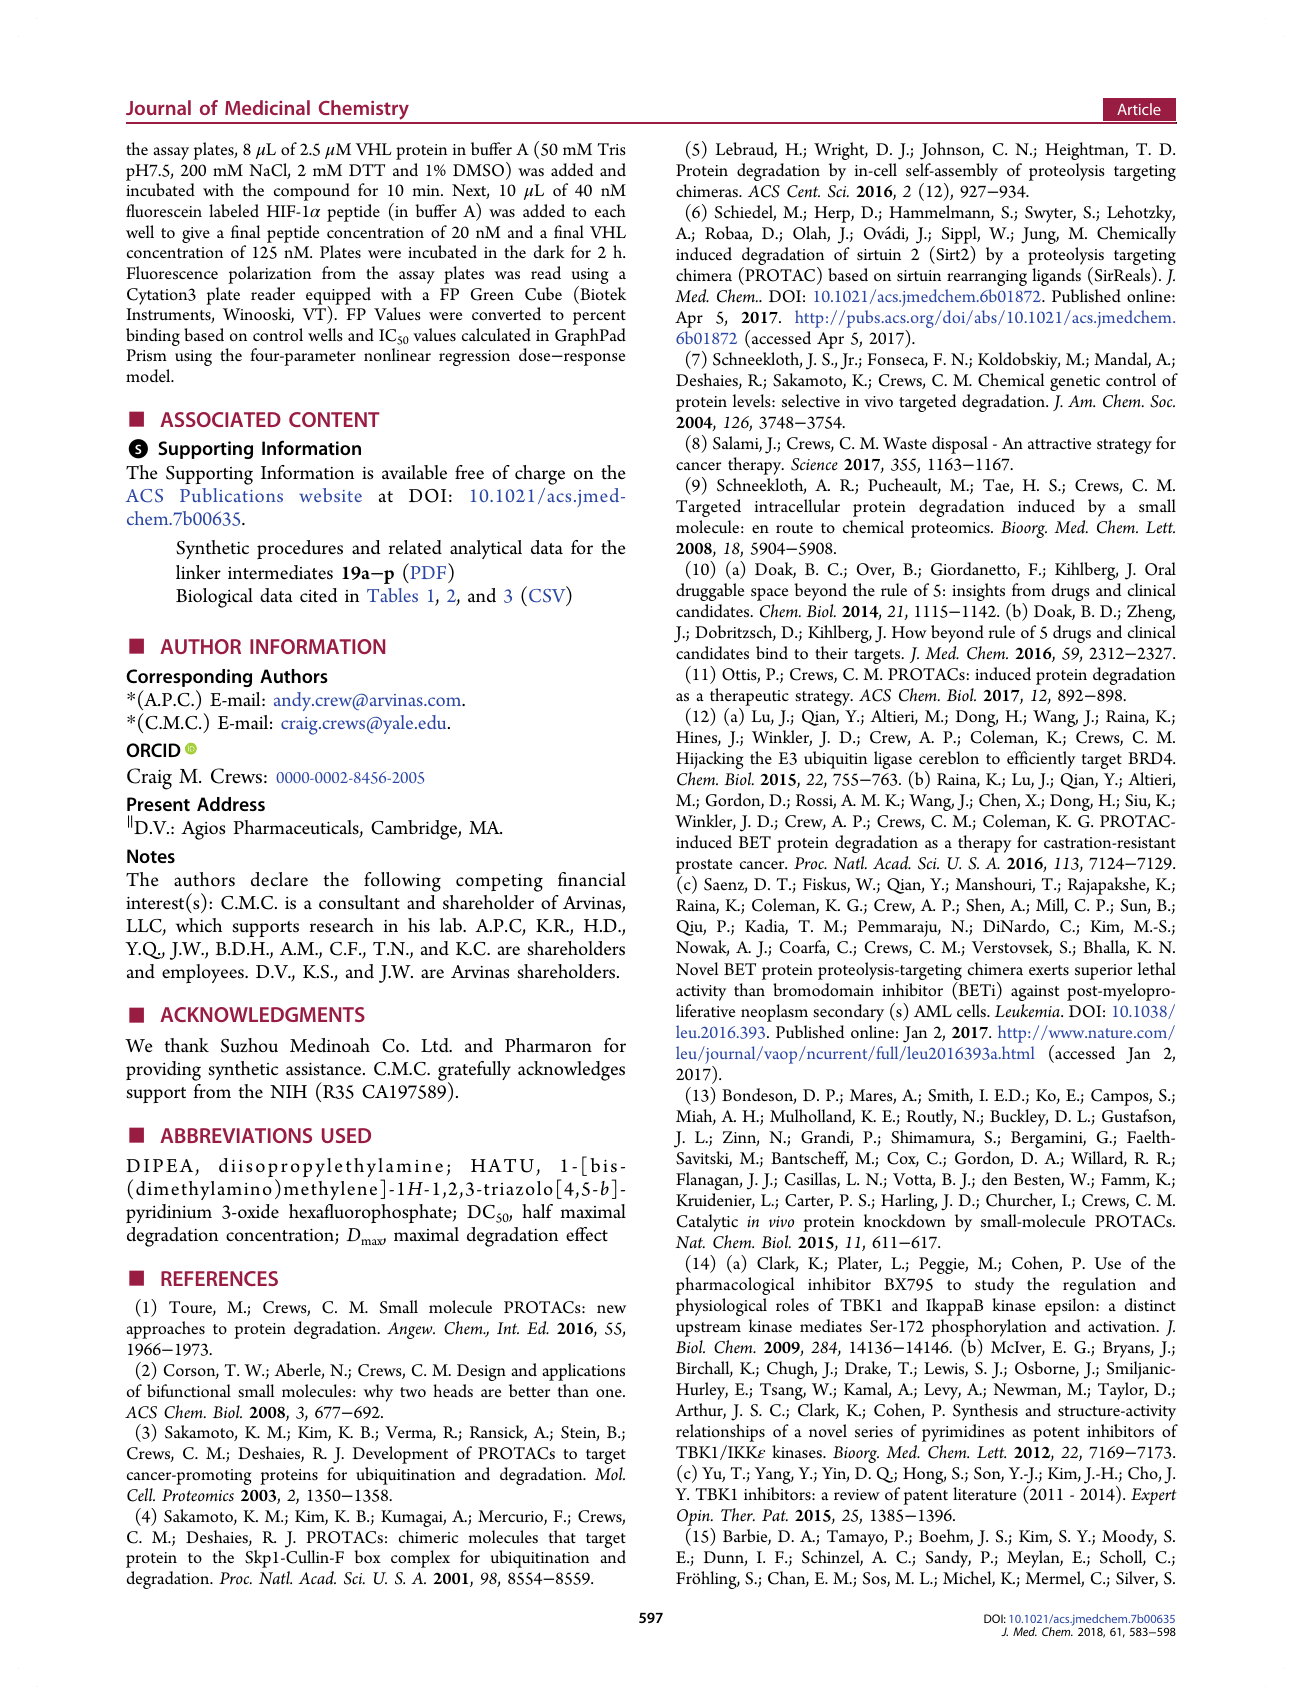 Journal of Medicinal Chemistry
Article
the assay plates, 8 μL of 2.5 μM VHL protein in buffer A (50 mM Tris
pH7.5, 200 mM NaCl, 2 mM DTT and 1% DMSO) was added and
incubated with the compound for 10 min. Next, 10 μL of 40 nM
fluorescein labeled HIF-1α peptide (in buffer A) was added to each
well to give a final peptide concentration of 20 nM and a final VHL
concentration of 125 nM. Plates were incubated in the dark for 2 h.
Fluorescence polarization from the assay plates was read using a
Cytation3 plate reader equipped with a FP Green Cube (Biotek
Instruments, Winooski, VT). FP Values were converted to percent
binding based on control wells and IC50 values calculated in GraphPad
Prism using the four-parameter nonlinear regression dose−response
model.
■ ASSOCIATED CONTENT
S Supporting Information
The Supporting Information is available free of charge on the
ACS Publications website at DOI: 10.1021/acs.jmed-
chem.7b00635.
Synthetic procedures and related analytical data for the
linker intermediates 19a−p (PDF)
Biological data cited in Tables 1, 2, and 3 (CSV)
■ AUTHOR INFORMATION
Corresponding Authors
*(A.P.C.) E-mail: andy.crew@arvinas.com.
*(C.M.C.) E-mail: craig.crews@yale.edu.
ORCID iD
Craig M. Crews: 0000-0002-8456-2005
Present Address
∥D.V.: Agios Pharmaceuticals, Cambridge, MA.
Notes
The authors declare the following competing financial
interest(s): C.M.C. is a consultant and shareholder of Arvinas,
LLC, which supports research in his lab. A.P.C, K.R., H.D.,
Y.Q., J.W., B.D.H., A.M., C.F., T.N., and K.C. are shareholders
and employees. D.V., K.S., and J.W. are Arvinas shareholders.
■ ACKNOWLEDGMENTS
We thank Suzhou Medinoah Co. Ltd. and Pharmaron for
providing synthetic assistance. C.M.C. gratefully acknowledges
support from the NIH (R35 CA197589).
■ ABBREVIATIONS USED
DIPEA, diisopropylethylamine; HATU, 1-[bis-
(dimethylamino)methylene]-1H-1,2,3-triazolo[4,5-b]-
pyridinium 3-oxide hexafluorophosphate; DC50, half maximal
degradation concentration; Dmax, maximal degradation effect
■ REFERENCES
(1) Toure, M.; Crews, C. M. Small molecule PROTACs: new
approaches to protein degradation. Angew. Chem., Int. Ed. 2016, 55,
1966−1973.
(2) Corson, T. W.; Aberle, N.; Crews, C. M. Design and applications
of bifunctional small molecules: why two heads are better than one.
ACS Chem. Biol. 2008, 3, 677−692.
(3) Sakamoto, K. M.; Kim, K. B.; Verma, R.; Ransick, A.; Stein, B.;
Crews, C. M.; Deshaies, R. J. Development of PROTACs to target
cancer-promoting proteins for ubiquitination and degradation. Mol.
Cell. Proteomics 2003, 2, 1350−1358.
(4) Sakamoto, K. M.; Kim, K. B.; Kumagai, A.; Mercurio, F.; Crews,
C. M.; Deshaies, R. J. PROTACs: chimeric molecules that target
protein to the Skp1-Cullin-F box complex for ubiquitination and
degradation. Proc. Natl. Acad. Sci. U. S. A. 2001, 98, 8554−8559.
(5) Lebraud, H.; Wright, D. J.; Johnson, C. N.; Heightman, T. D.
Protein degradation by in-cell self-assembly of proteolysis targeting
chimeras. ACS Cent. Sci. 2016, 2 (12), 927−934.
(6) Schiedel, M.; Herp, D.; Hammelmann, S.; Swyter, S.; Lehotzky,
A.; Robaa, D.; Olah, J.; Ovádi, J.; Sippl, W.; Jung, M. Chemically
induced degradation of sirtuin 2 (Sirt2) by a proteolysis targeting
chimera (PROTAC) based on sirtuin rearranging ligands (SirReals). J.
Med. Chem.. DOI: 10.1021/acs.jmedchem.6b01872. Published online:
Apr 5, 2017. http://pubs.acs.org/doi/abs/10.1021/acs.jmedchem.
6b01872 (accessed Apr 5, 2017).
(7) Schneekloth, J. S., Jr.; Fonseca, F. N.; Koldobskiy, M.; Mandal, A.;
Deshaies, R.; Sakamoto, K.; Crews, C. M. Chemical genetic control of
protein levels: selective in vivo targeted degradation. J. Am. Chem. Soc.
2004, 126, 3748−3754.
(8) Salami, J.; Crews, C. M. Waste disposal - An attractive strategy for
cancer therapy. Science 2017, 355, 1163−1167.
(9) Schneekloth, A. R.; Pucheault, M.; Tae, H. S.; Crews, C. M.
Targeted intracellular protein degradation induced by a small
molecule: en route to chemical proteomics. Bioorg. Med. Chem. Lett.
2008, 18, 5904−5908.
(10) (a) Doak, B. C.; Over, B.; Giordanetto, F.; Kihlberg, J. Oral
druggable space beyond the rule of 5: insights from drugs and clinical
candidates. Chem. Biol. 2014, 21, 1115−1142. (b) Doak, B. D.; Zheng,
J.; Dobritzsch, D.; Kihlberg, J. How beyond rule of 5 drugs and clinical
candidates bind to their targets. J. Med. Chem. 2016, 59, 2312−2327.
(11) Ottis, P.; Crews, C. M. PROTACs: induced protein degradation
as a therapeutic strategy. ACS Chem. Biol. 2017, 12, 892−898.
(12) (a) Lu, J.; Qian, Y.; Altieri, M.; Dong, H.; Wang, J.; Raina, K.;
Hines, J.; Winkler, J. D.; Crew, A. P.; Coleman, K.; Crews, C. M.
Hijacking the E3 ubiquitin ligase cereblon to efficiently target BRD4.
Chem. Biol. 2015, 22, 755−763. (b) Raina, K.; Lu, J.; Qian, Y.; Altieri,
M.; Gordon, D.; Rossi, A. M. K.; Wang, J.; Chen, X.; Dong, H.; Siu, K.;
Winkler, J. D.; Crew, A. P.; Crews, C. M.; Coleman, K. G. PROTAC-
induced BET protein degradation as a therapy for castration-resistant
prostate cancer. Proc. Natl. Acad. Sci. U. S. A. 2016, 113, 7124−7129.
(c) Saenz, D. T.; Fiskus, W.; Qian, Y.; Manshouri, T.; Rajapakshe, K.;
Raina, K.; Coleman, K. G.; Crew, A. P.; Shen, A.; Mill, C. P.; Sun, B.;
Qiu, P.; Kadia, T. M.; Pemmaraju, N.; DiNardo, C.; Kim, M.-S.;
Nowak, A. J.; Coarfa, C.; Crews, C. M.; Verstovsek, S.; Bhalla, K. N.
Novel BET protein proteolysis-targeting chimera exerts superior lethal
activity than bromodomain inhibitor (BETi) against post-myelopro-
liferative neoplasm secondary (s) AML cells. Leukemia. DOI: 10.1038/
leu.2016.393. Published online: Jan 2, 2017. http://www.nature.com/
leu/journal/vaop/ncurrent/full/leu2016393a.html (accessed Jan 2,
2017).
(13) Bondeson, D. P.; Mares, A.; Smith, I. E.D.; Ko, E.; Campos, S.;
Miah, A. H.; Mulholland, K. E.; Routly, N.; Buckley, D. L.; Gustafson,
J. L.; Zinn, N.; Grandi, P.; Shimamura, S.; Bergamini, G.; Faelth-
Savitski, M.; Bantscheff, M.; Cox, C.; Gordon, D. A.; Willard, R. R.;
Flanagan, J. J.; Casillas, L. N.; Votta, B. J.; den Besten, W.; Famm, K.;
Kruidenier, L.; Carter, P. S.; Harling, J. D.; Churcher, I.; Crews, C. M.
Catalytic in vivo protein knockdown by small-molecule PROTACs.
Nat. Chem. Biol. 2015, 11, 611−617.
(14) (a) Clark, K.; Plater, L.; Peggie, M.; Cohen, P. Use of the
pharmacological inhibitor BX795 to study the regulation and
physiological roles of TBK1 and IkappaB kinase epsilon: a distinct
upstream kinase mediates Ser-172 phosphorylation and activation. J.
Biol. Chem. 2009, 284, 14136−14146. (b) McIver, E. G.; Bryans, J.;
Birchall, K.; Chugh, J.; Drake, T.; Lewis, S. J.; Osborne, J.; Smiljanic-
Hurley, E.; Tsang, W.; Kamal, A.; Levy, A.; Newman, M.; Taylor, D.;
Arthur, J. S. C.; Clark, K.; Cohen, P. Synthesis and structure-activity
relationships of a novel series of pyrimidines as potent inhibitors of
TBK1/IKKε kinases. Bioorg. Med. Chem. Lett. 2012, 22, 7169−7173.
(c) Yu, T.; Yang, Y.; Yin, D. Q.; Hong, S.; Son, Y.-J.; Kim, J.-H.; Cho, J.
Y. TBK1 inhibitors: a review of patent literature (2011 - 2014). Expert
Opin. Ther. Pat. 2015, 25, 1385−1396.
(15) Barbie, D. A.; Tamayo, P.; Boehm, J. S.; Kim, S. Y.; Moody, S.
E.; Dunn, I. F.; Schinzel, A. C.; Sandy, P.; Meylan, E.; Scholl, C.;
Fröhling, S.; Chan, E. M.; Sos, M. L.; Michel, K.; Mermel, C.; Silver, S.
597
DOI: 10.1021/acs.jmedchem.7b00635
J. Med. Chem. 2018, 61, 583−598